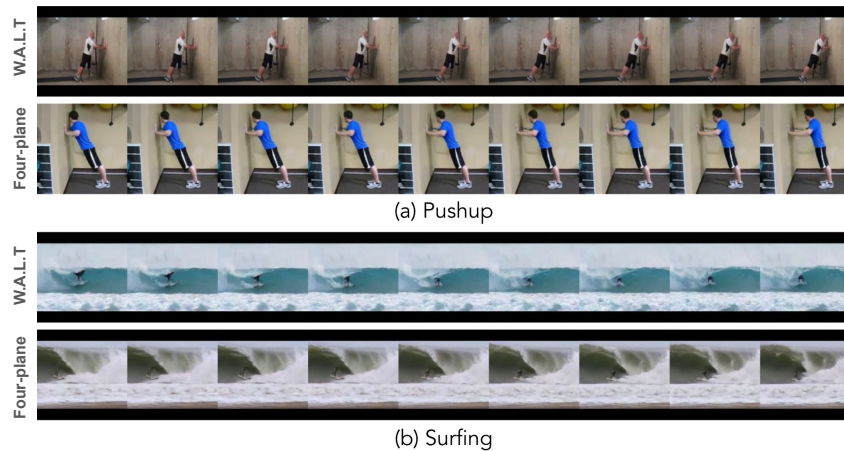 W.A.L.T
Four-plane
(a) Pushup
W.A.L.T
Four-plane
(b) Surfing